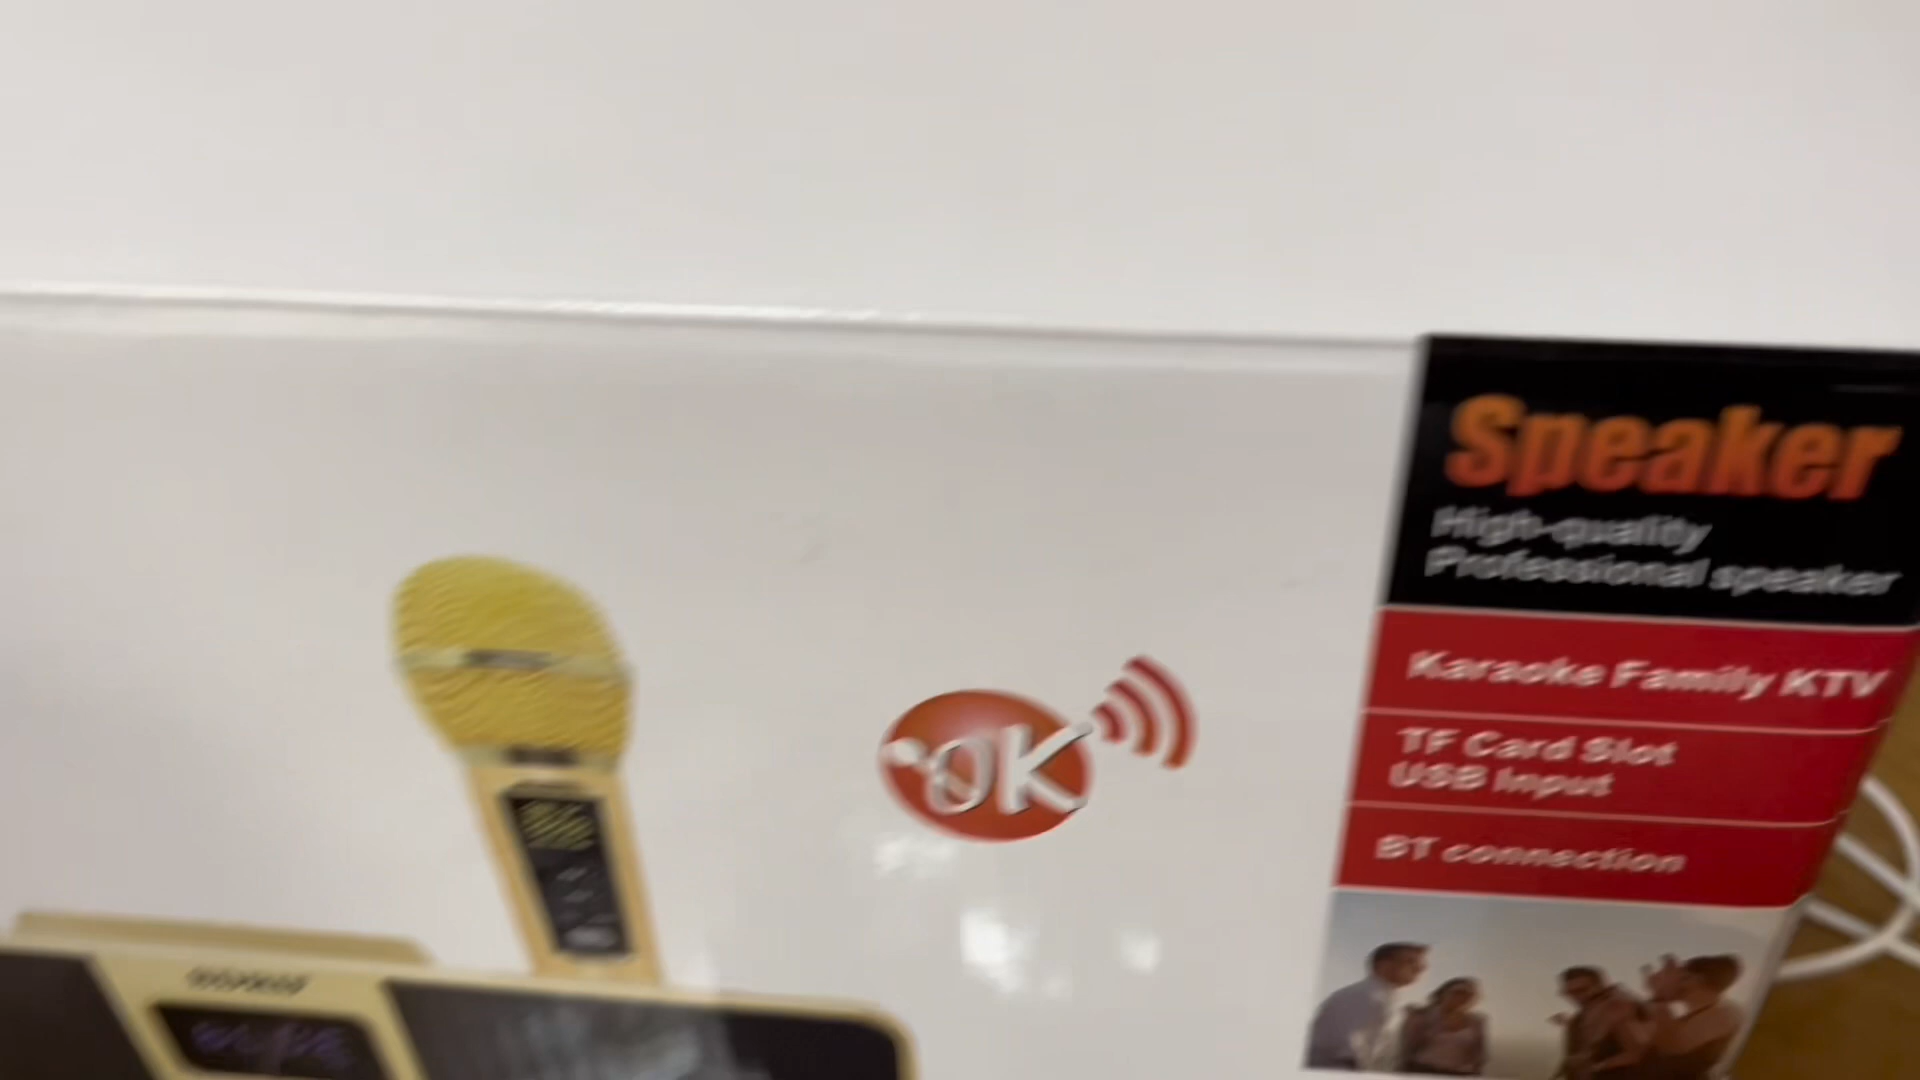 Speaker
High-quality
Professional speaker
Karaoke Family KTV
TF Card Slot
USB Input
BT connection
OK